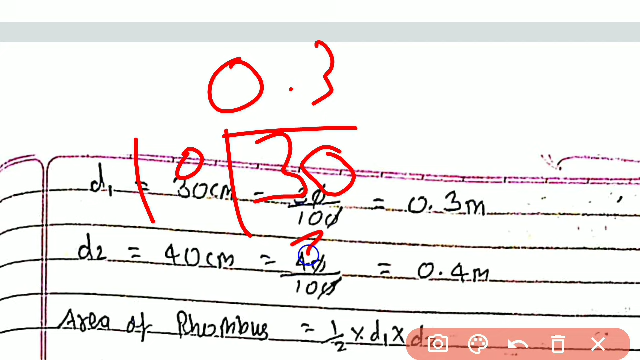 0.3
10 30
d1 = 30cm = 30/100 = 0.3m
d2 = 40cm = 40/100 = 0.4m
Area of Rhombus = 1/2 x d1 x d